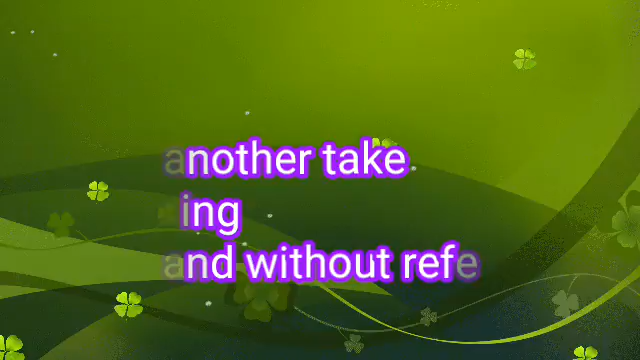 another take
ing
and without refe